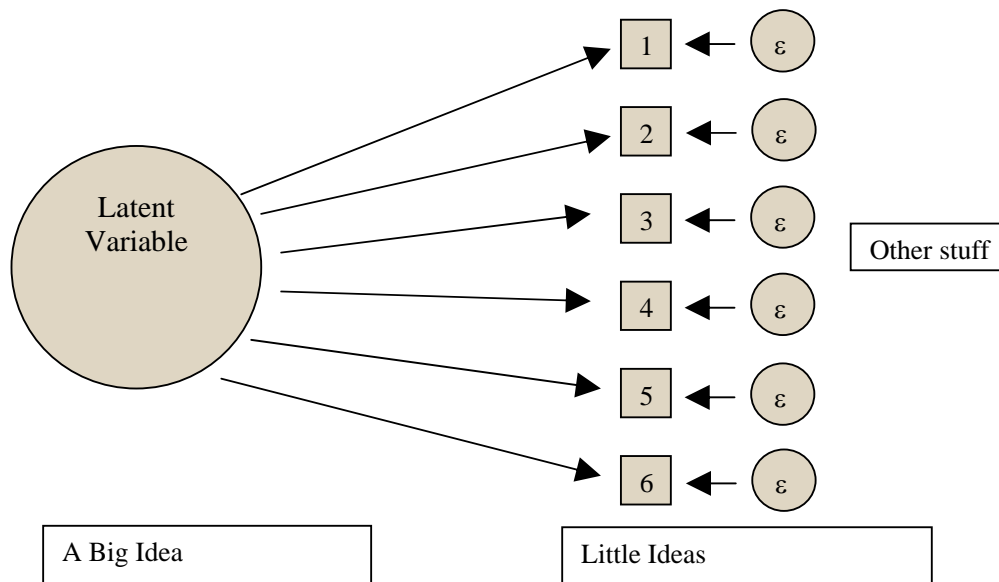 Latent
Variable
1
ε
2
ε
3
ε
4
ε
5
ε
6
ε
Other stuff
A Big Idea
Little Ideas